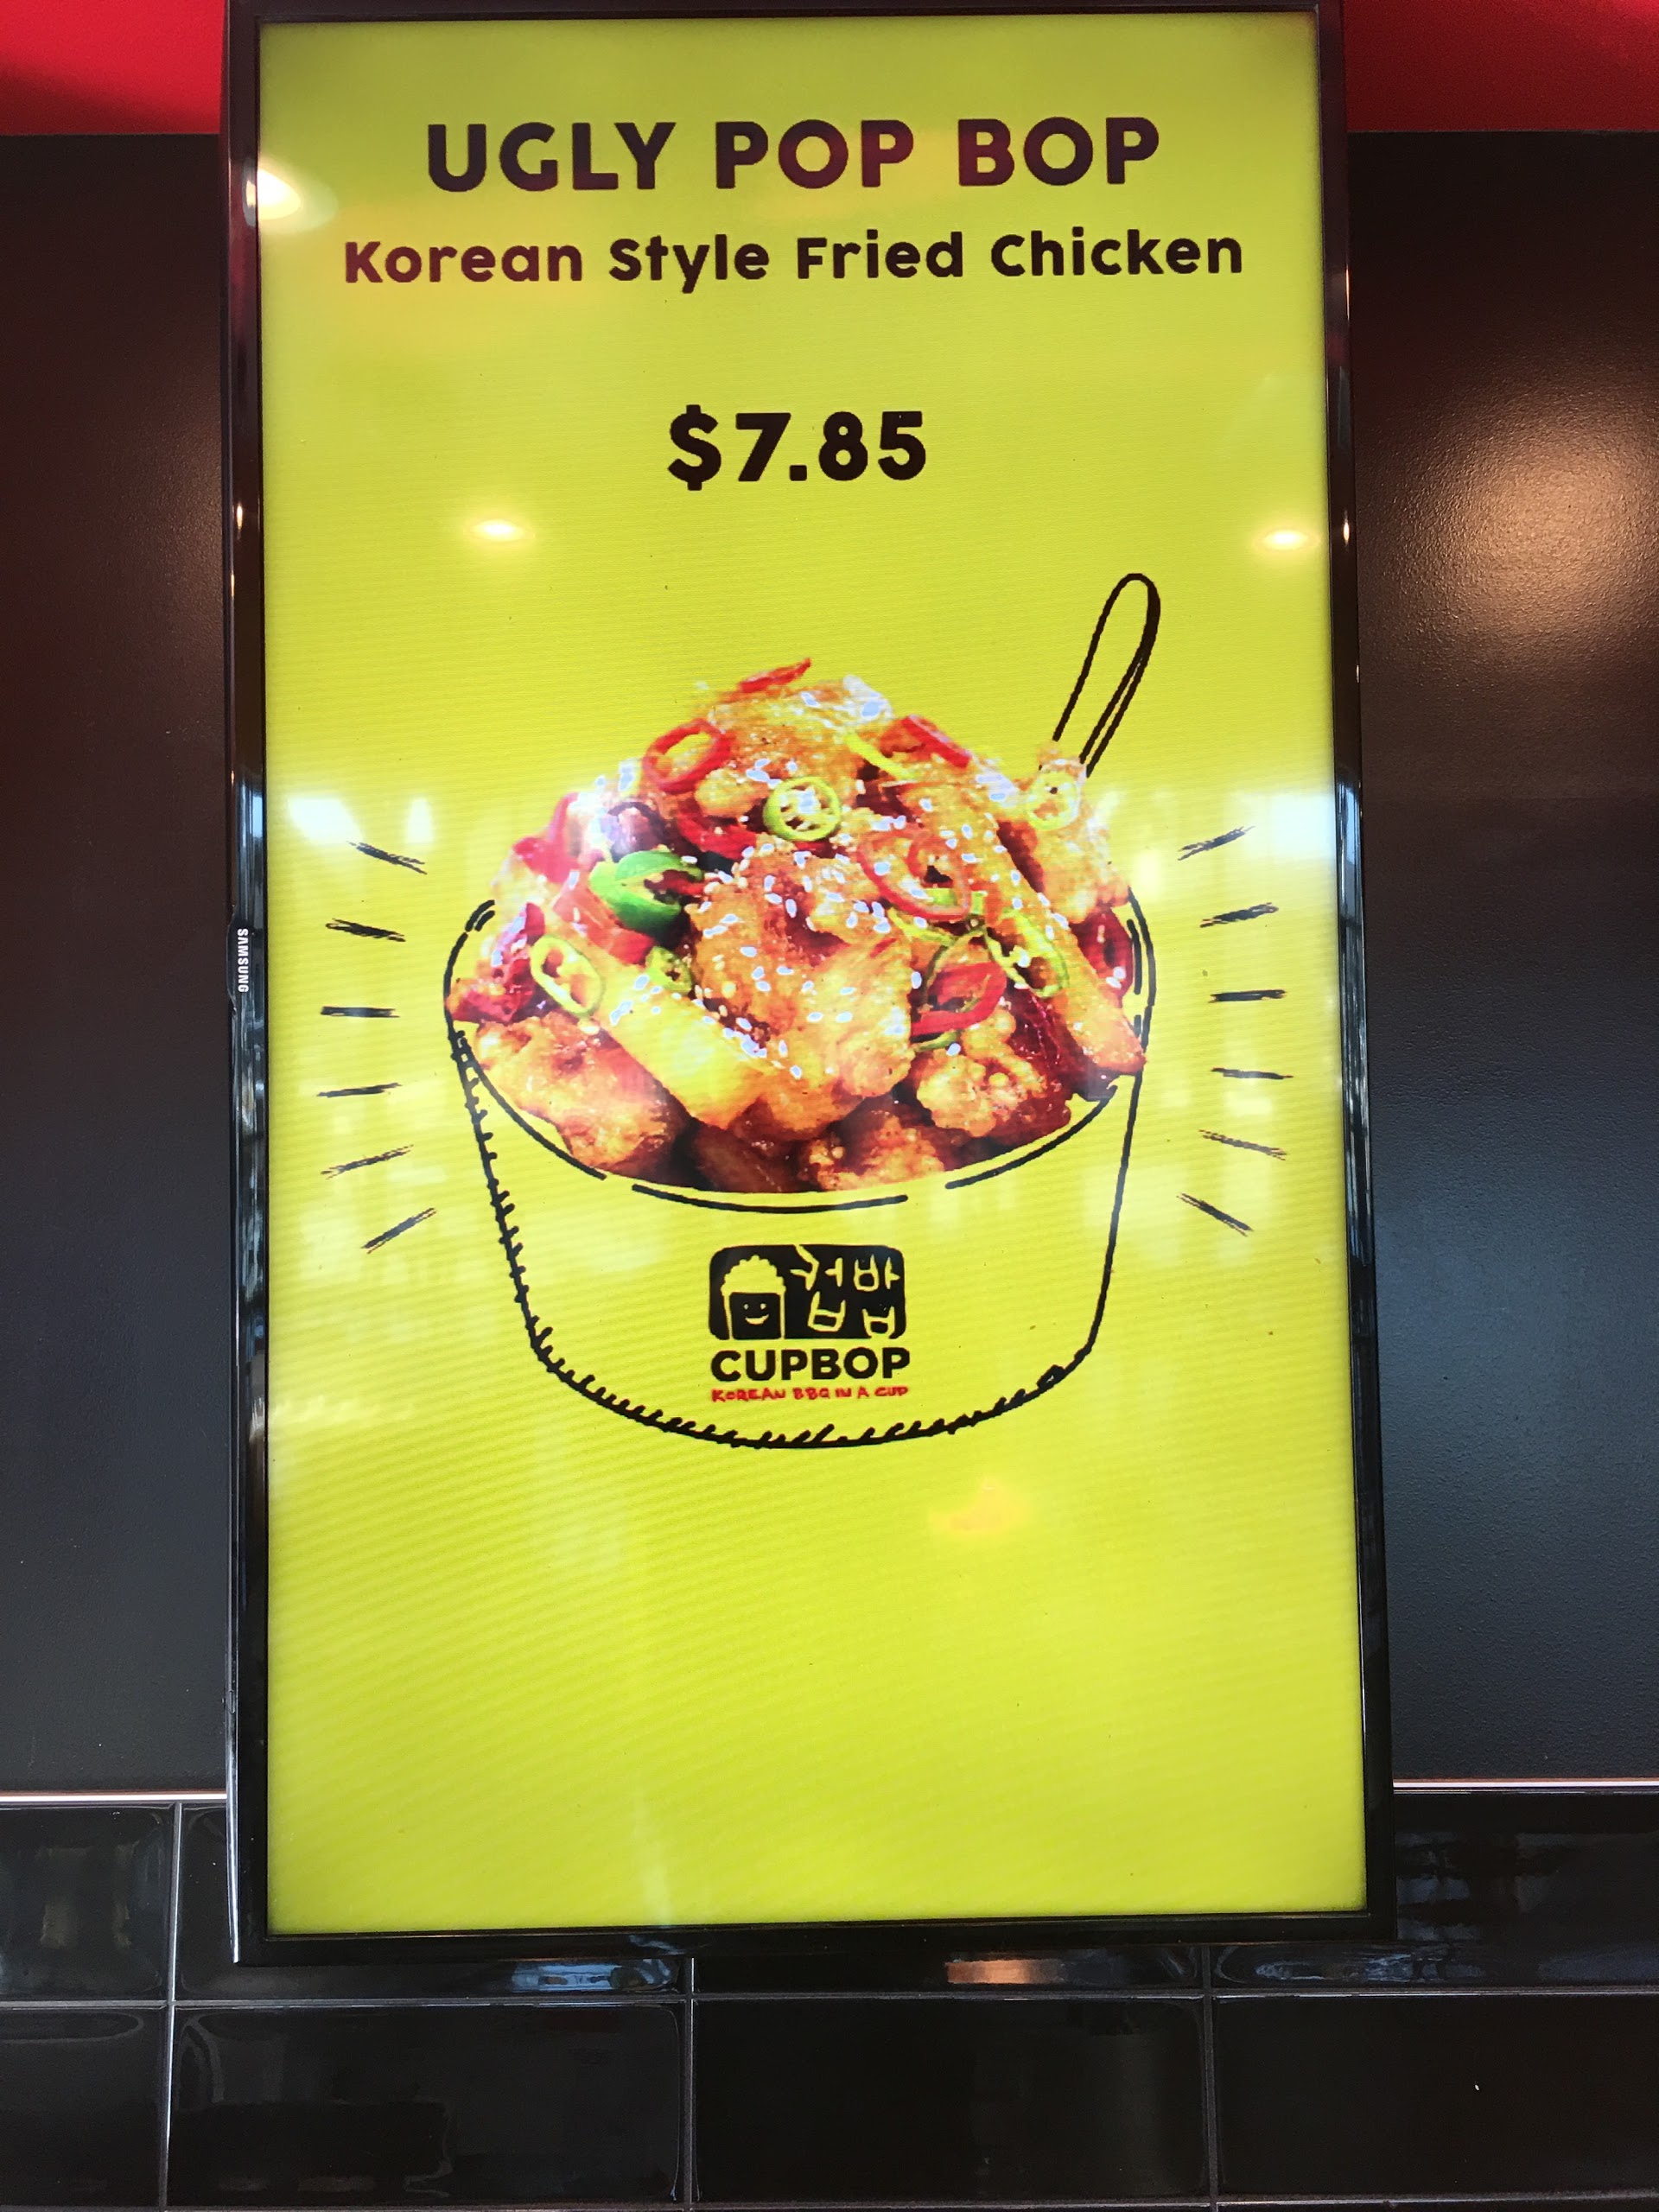 UGLY POP BOP
Korean Style Fried Chicken
$7.85
SAMSUNG
컵밥
CUPBOP
KOREAN BBQ IN A CUP